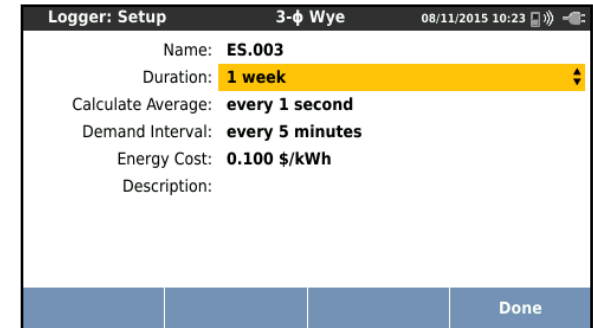 Logger: Setup 3-ϕ Wye 08/11/2015 10:23
Name: ES.003
Duration: 1 week
Calculate Average: every 1 second
Demand Interval: every 5 minutes
Energy Cost: 0.100 $/kWh
Description:
Done